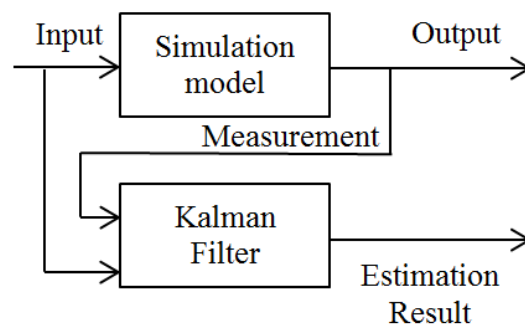 Input
Simulation
model
Output
Measurement
Kalman
Filter
Estimation
Result